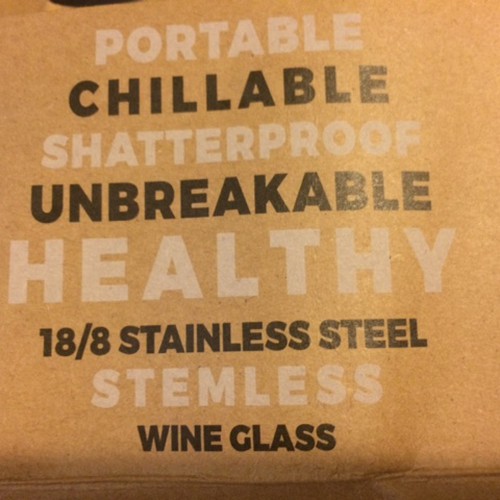 PORTABLE
CHILLABLE
SHATTERPROOF
UNBREAKABLE
HEALTHY
18/8 STAINLESS STEEL
STEMLESS
WINE GLASS